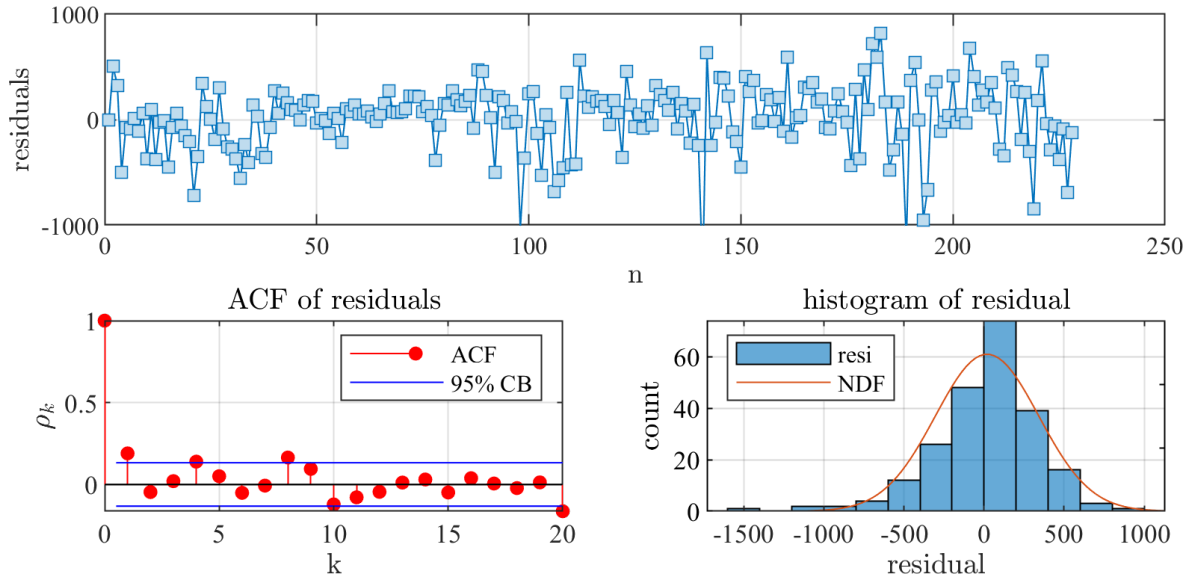 1000
0
-1000
residuals
0
50
100
150
200
250
n
ACF of residuals
1
0.5
0
ρk
ACF
95% CB
0
5
10
15
20
k
histogram of residual
60
40
20
0
count
resi
NDF
-1500
-1000
-500
0
500
1000
residual